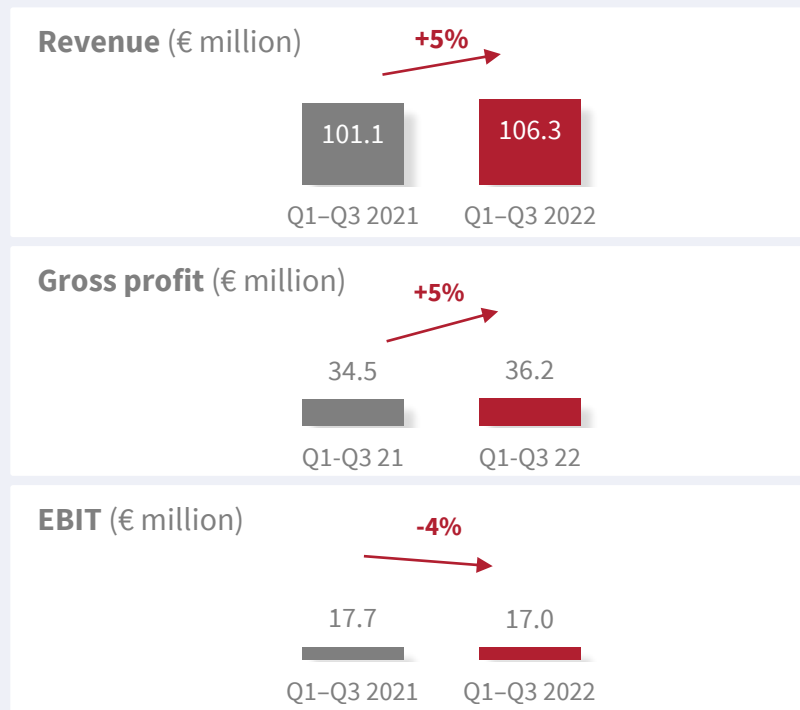 Revenue (€ million)
+5%
101.1
106.3
Q1–Q3 2021
Q1–Q3 2022
Gross profit (€ million)
+5%
34.5
36.2
Q1-Q3 21
Q1-Q3 22
EBIT (€ million)
-4%
17.7
17.0
Q1–Q3 2021
Q1–Q3 2022